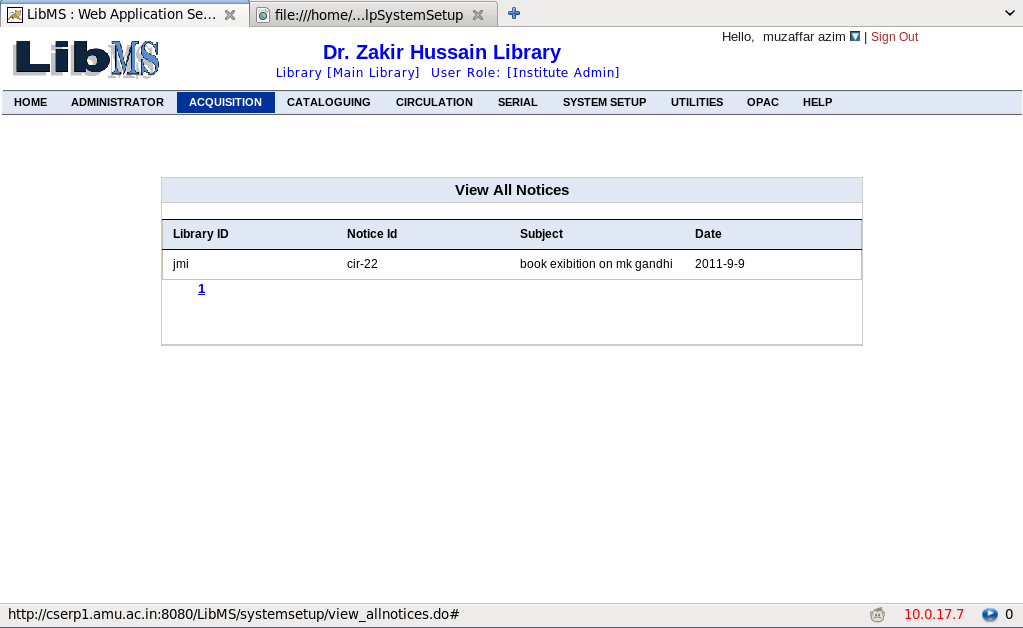 LibMS : Web Application Se... file:///home/...lpSystemSetup
Hello, muzaffar azim | Sign Out
LibMS
Dr. Zakir Hussain Library
Library [Main Library] User Role: [Institute Admin]
HOME ADMINISTRATOR ACQUISITION CATALOGUING CIRCULATION SERIAL SYSTEM SETUP UTILITIES OPAC HELP
View All Notices
Library ID Notice Id Subject Date
jmi cir-22 book exibition on mk gandhi 2011-9-9
1
http://cserp1.amu.ac.in:8080/LibMS/systemsetup/view_allnotices.do# 10.0.17.7 0